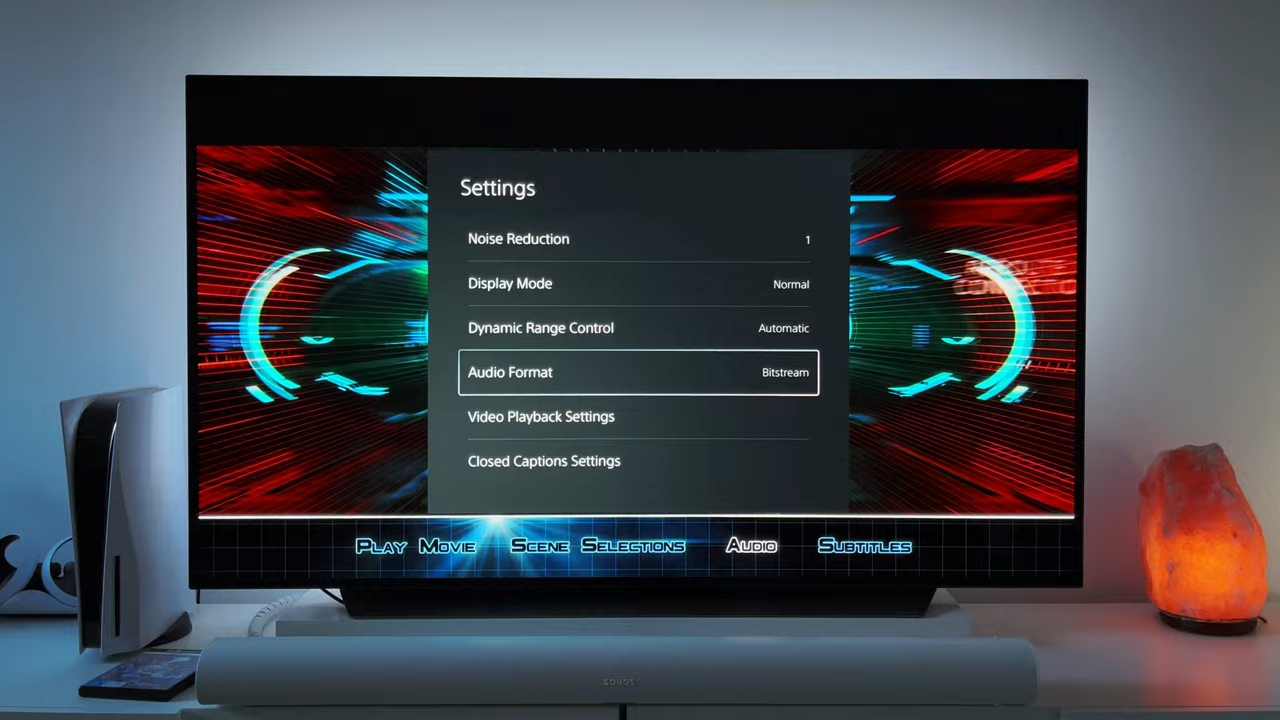 Settings
Noise Reduction 1
Display Mode Normal
Dynamic Range Control Automatic
Audio Format Bitstream
Video Playback Settings
Closed Captions Settings
Play Movie Scene Selections Audio Subtitles
SONOS